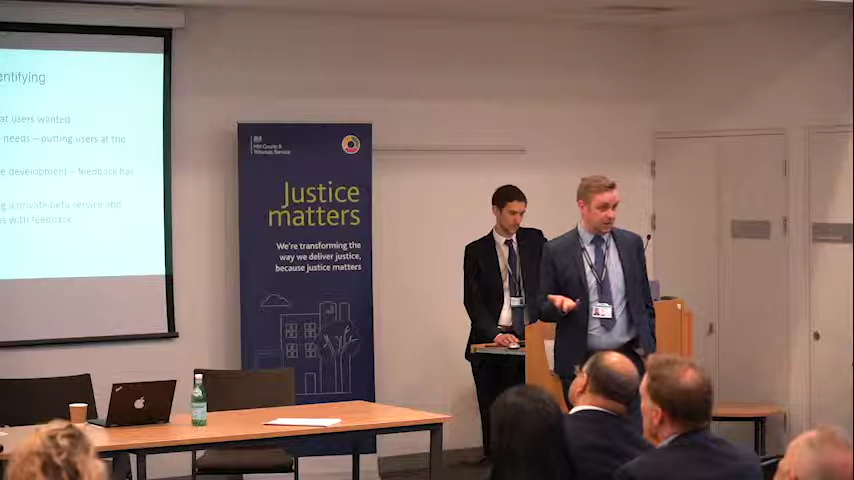 entifying
at users wanted
needs – putting users at the
e development – feedback has
g a private beta service and
s with feedback
HM Courts &
Tribunals Service
Justice
matters
We're transforming the
way we deliver justice,
because justice matters